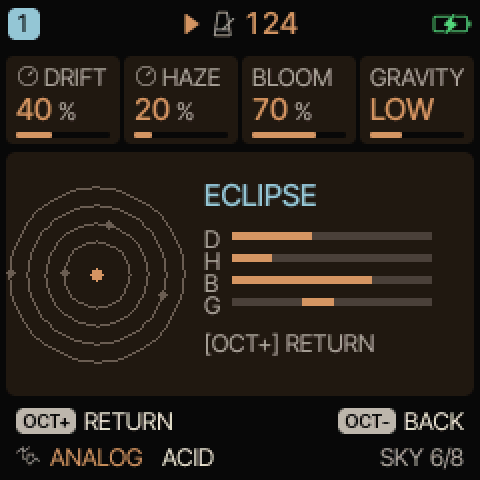 1 124
DRIFT HAZE BLOOM GRAVITY
40 % 20 % 70 % LOW
ECLIPSE
D
H
B
G
[OCT+] RETURN
OCT+ RETURN OCT- BACK
ANALOG ACID SKY 6/8